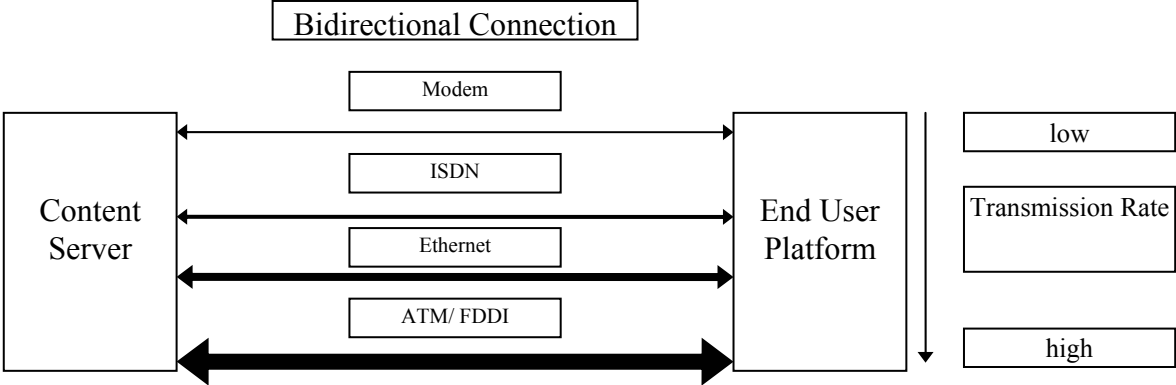 Bidirectional Connection
Modem
low
ISDN
Content
Server
End User
Platform
Transmission Rate
Ethernet
ATM/ FDDI
high